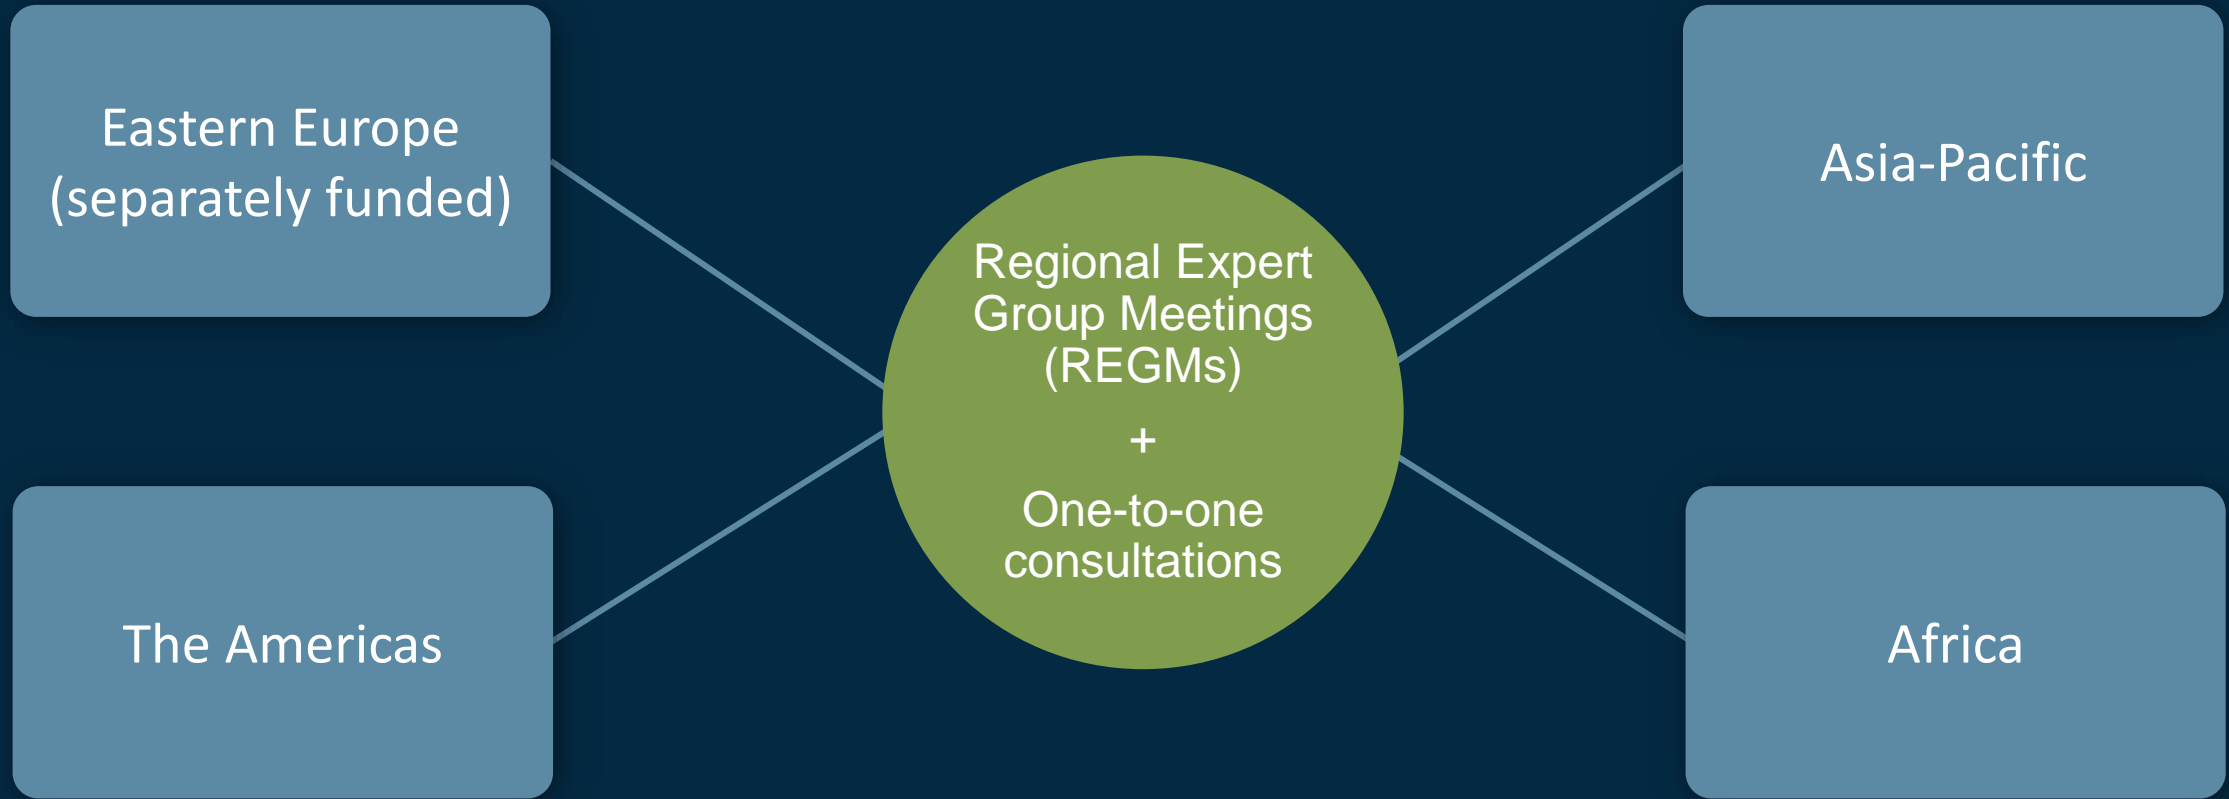 Eastern Europe
(separately funded)
Asia-Pacific
Regional Expert
Group Meetings
(REGMs)
+
One-to-one
consultations
The Americas
Africa